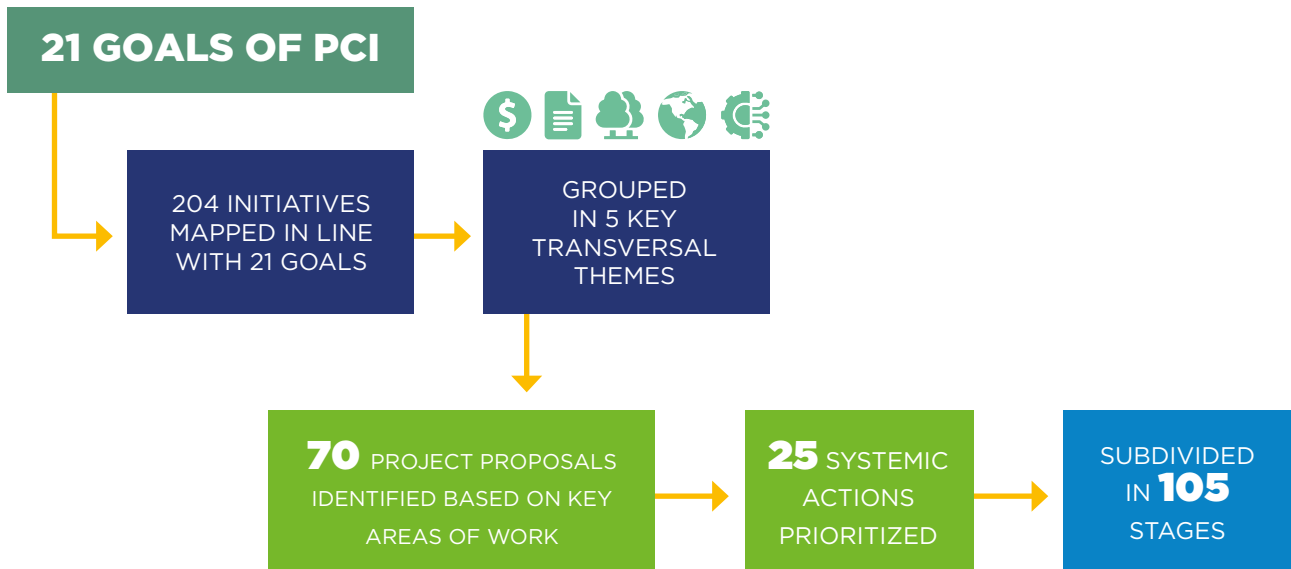 21 GOALS OF PCI
204 INITIATIVES
MAPPED IN LINE
WITH 21 GOALS
GROUPED
IN 5 KEY
TRANSVERSAL
THEMES
70 PROJECT PROPOSALS
IDENTIFIED BASED ON KEY
AREAS OF WORK
25 SYSTEMIC
ACTIONS
PRIORITIZED
SUBDIVIDED
IN 105
STAGES